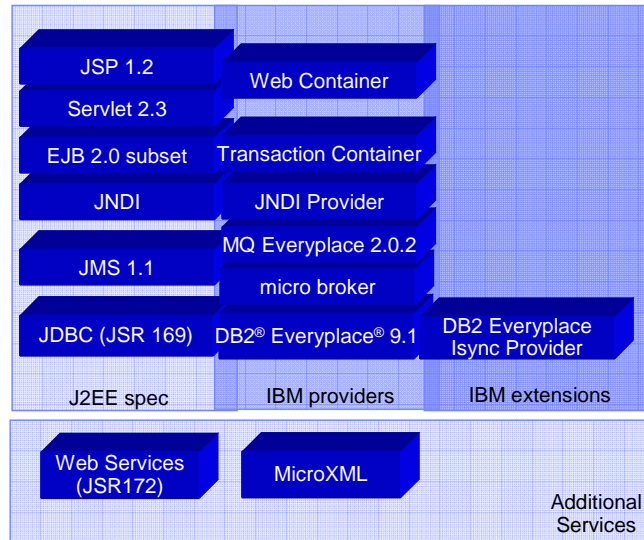 JSP 1.2
Servlet 2.3
EJB 2.0 subset
JNDI
JMS 1.1
JDBC (JSR 169)
J2EE spec
Web Container
Transaction Container
JNDI Provider
MQ Everyplace 2.0.2
micro broker
DB2® Everyplace® 9.1
IBM providers
DB2 Everyplace
Isync Provider
IBM extensions
Web Services
(JSR172)
MicroXML
Additional
Services